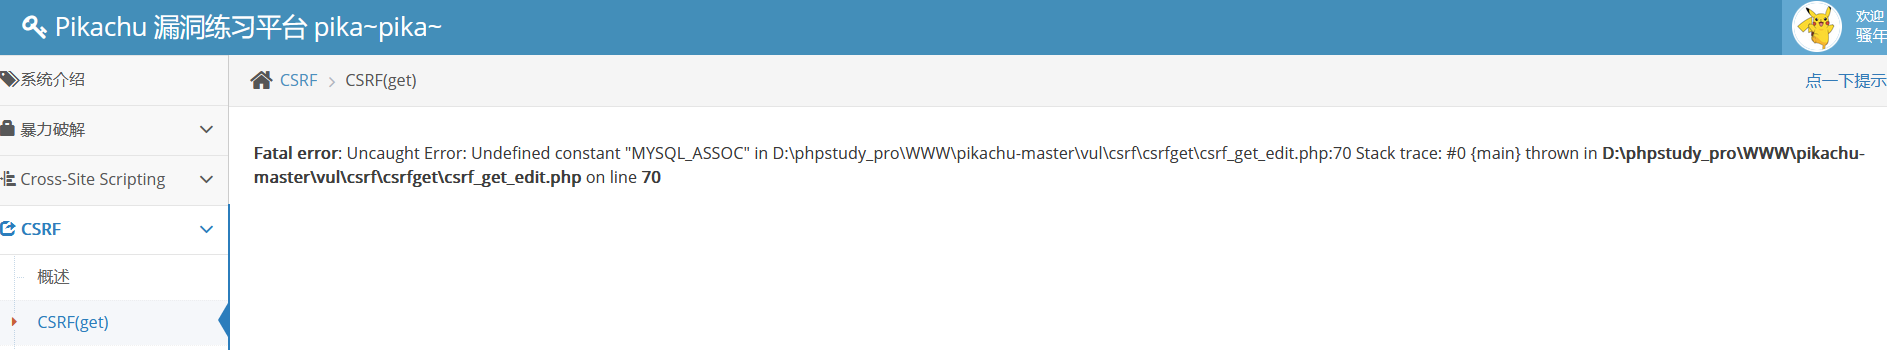 Pikachu 漏洞练习平台 pika~pika~
欢迎
骚年
系统介绍
CSRF > CSRF(get)
点一下提示
暴力破解
Cross-Site Scripting
CSRF
概述
CSRF(get)
Fatal error: Uncaught Error: Undefined constant "MYSQL_ASSOC" in D:\phpstudy_pro\WWW\pikachu-master\vul\csrf\csrfget\csrf_get_edit.php:70 Stack trace: #0 {main} thrown in D:\phpstudy_pro\WWW\pikachu-
master\vul\csrf\csrfget\csrf_get_edit.php on line 70